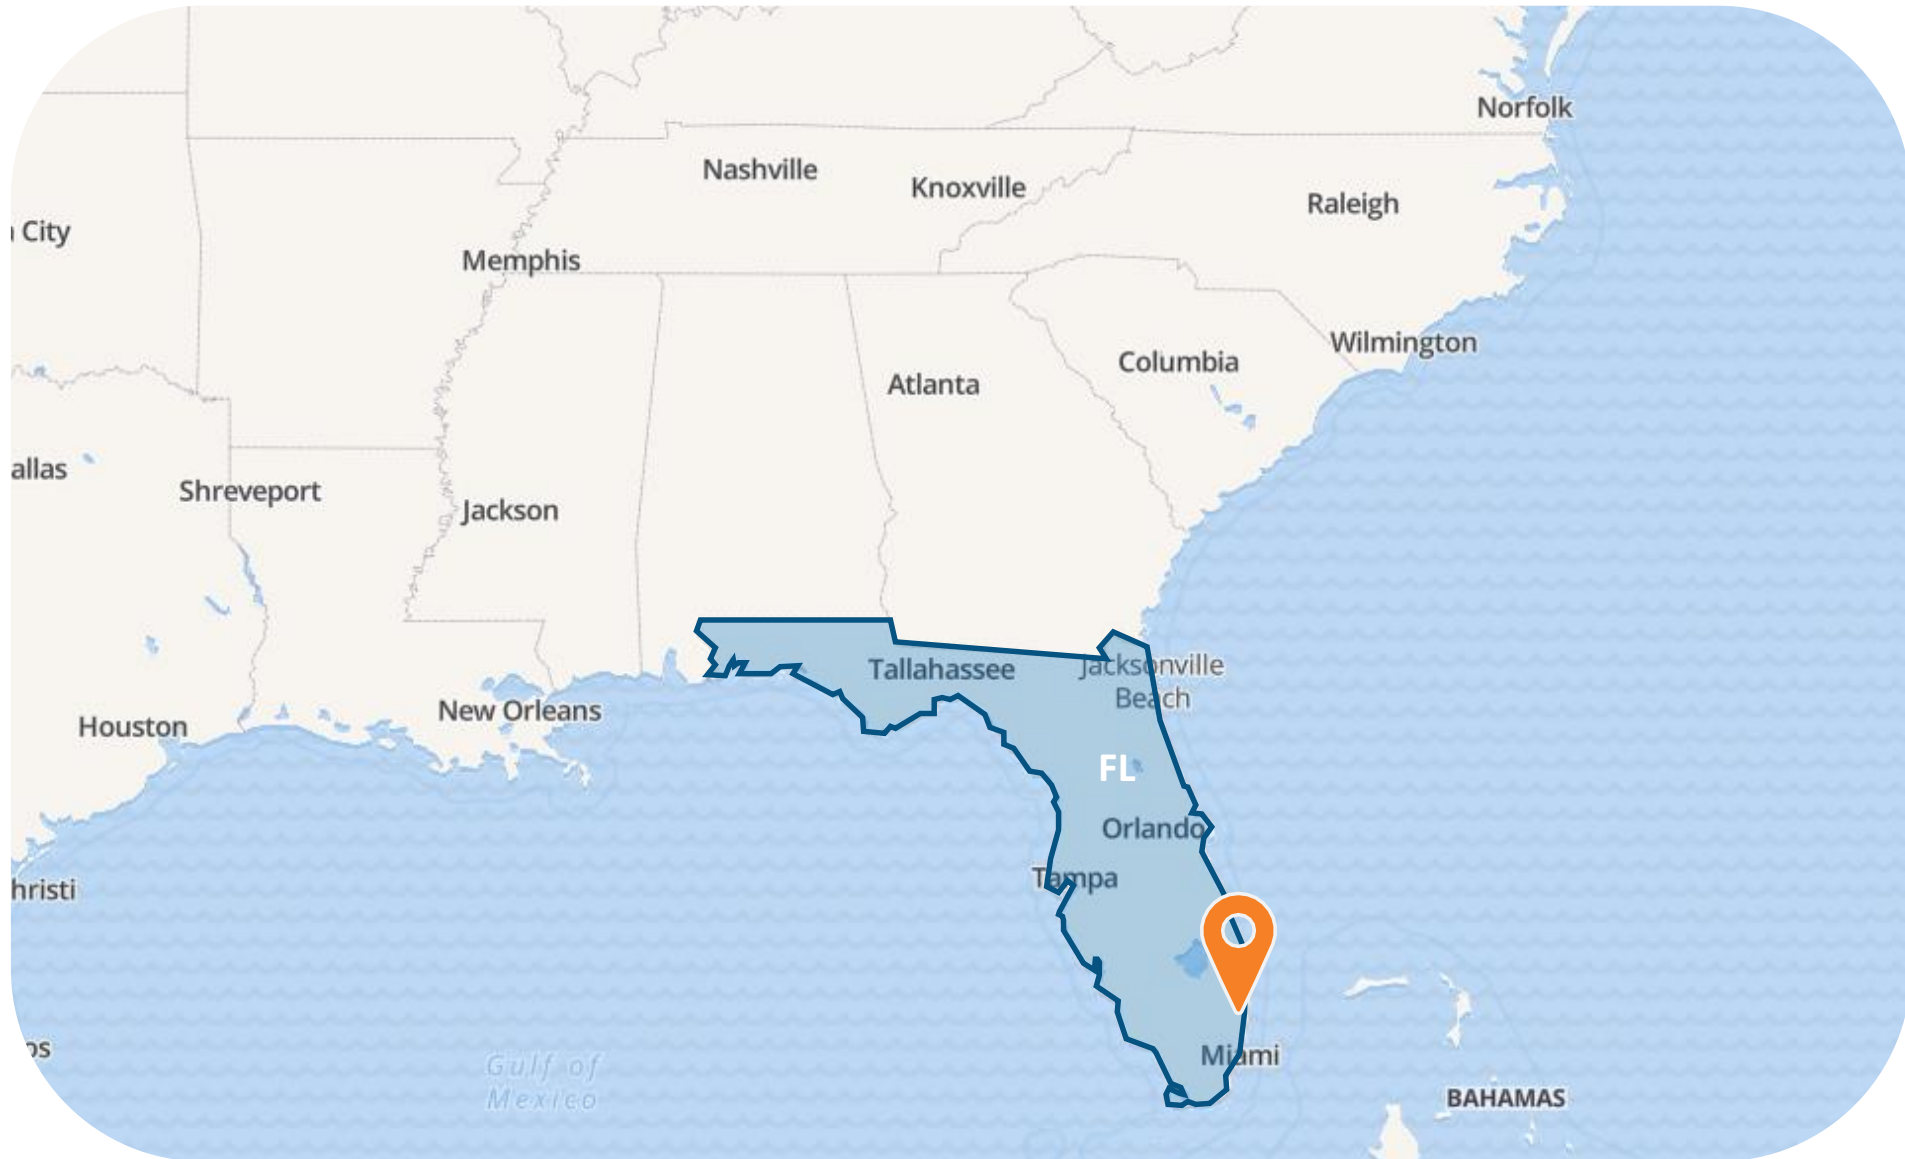 Norfolk
Nashville
Knoxville
Raleigh
City
Memphis
Wilmington
Columbia
Atlanta
allas
Shreveport
Jackson
Tallahassee
Jacksonville
Beach
New Orleans
Houston
FL
Orlando
Tampa
hristi
os
Gulf of
Mexico
Miami
BAHAMAS